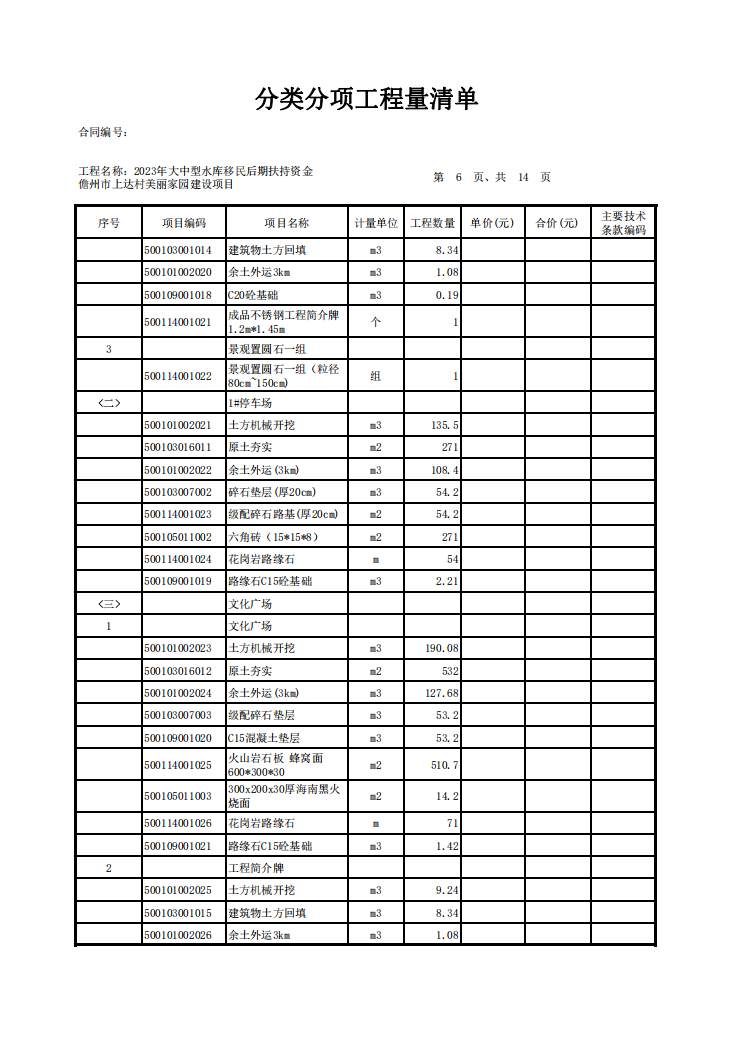 分类分项工程量清单
合同编号：
工程名称：2023年大中型水库移民后期扶持资金
儋州市上达村美丽家园建设项目
第 6 页、共 14 页
序号 项目编码 项目名称 计量单位 工程数量 单价(元) 合价(元) 主要技术
条款编码
500103001014 建筑物土方回填 m3 8.34
500101002020 余土外运3km m3 1.08
500109001018 C20砼基础 m3 0.19
500114001021 成品不锈钢工程简介牌 个 1
1.2m*1.45m
3 景观置圆石一组
500114001022 景观置圆石一组（粒径 组 1
80cm~150cm)
<二> 1#停车场
500101002021 土方机械开挖 m3 135.5
500103016011 原土夯实 m2 271
500101002022 余土外运(3km) m3 108.4
500103007002 碎石垫层(厚20cm) m3 54.2
500114001023 级配碎石路基(厚20cm) m2 54.2
500105011002 六角砖（15*15*8） m2 271
500114001024 花岗岩路缘石 m 54
500109001019 路缘石C15砼基础 m3 2.21
<三> 文化广场
1 文化广场
500101002023 土方机械开挖 m3 190.08
500103016012 原土夯实 m2 532
500101002024 余土外运(3km) m3 127.68
500103007003 级配碎石垫层 m3 53.2
500109001020 C15混凝土垫层 m3 53.2
500114001025 火山岩石板 蜂窝面 m2 510.7
600*300*30
500105011003 300x200x30厚海南黑火 m2 14.2
烧面
500114001026 花岗岩路缘石 m 71
500109001021 路缘石C15砼基础 m3 1.42
2 工程简介牌
500101002025 土方机械开挖 m3 9.24
500103001015 建筑物土方回填 m3 8.34
500101002026 余土外运3km m3 1.08